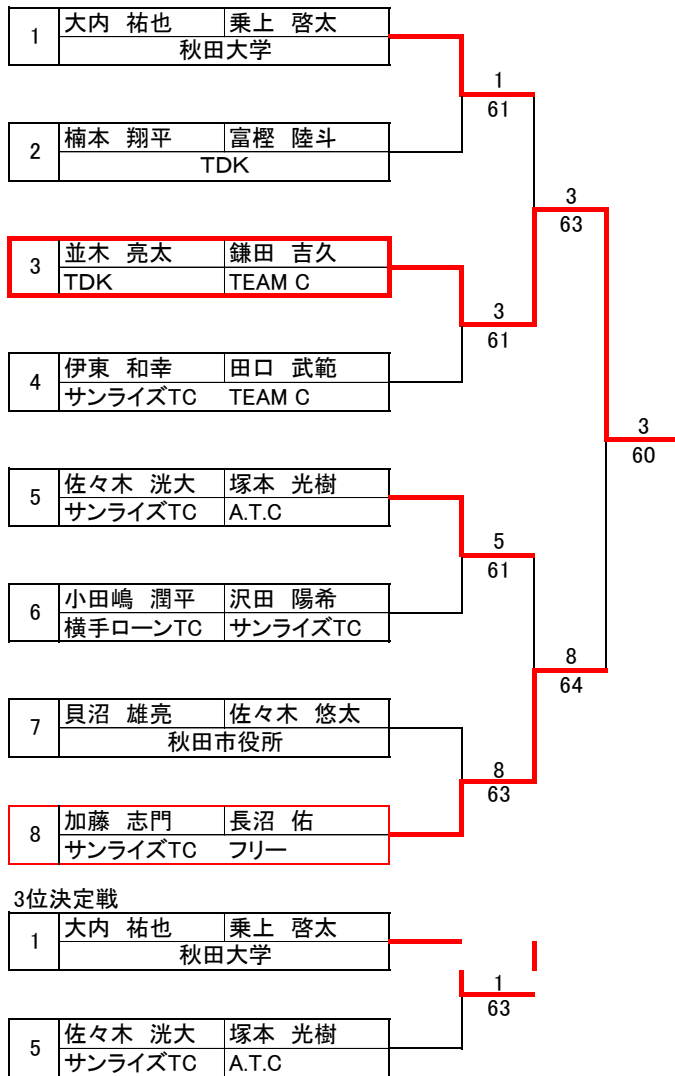 1 大内 祐也 乗上 啓太
秋田大学
1
61
2 楠本 翔平 富樫 陸斗
TDK
3
63
3 並木 亮太 鎌田 吉久
TDK TEAM C
3
61
4 伊東 和幸 田口 武範
サンライズTC TEAM C
3
60
5 佐々木 洸大 塚本 光樹
サンライズTC A.T.C
5
61
6 小田嶋 潤平 沢田 陽希
横手ローンTC サンライズTC
8
64
7 貝沼 雄亮 佐々木 悠太
秋田市役所
8
63
8 加藤 志門 長沼 佑
サンライズTC フリー
3位決定戦
1 大内 祐也 乗上 啓太
秋田大学
1
63
5 佐々木 洸大 塚本 光樹
サンライズTC A.T.C